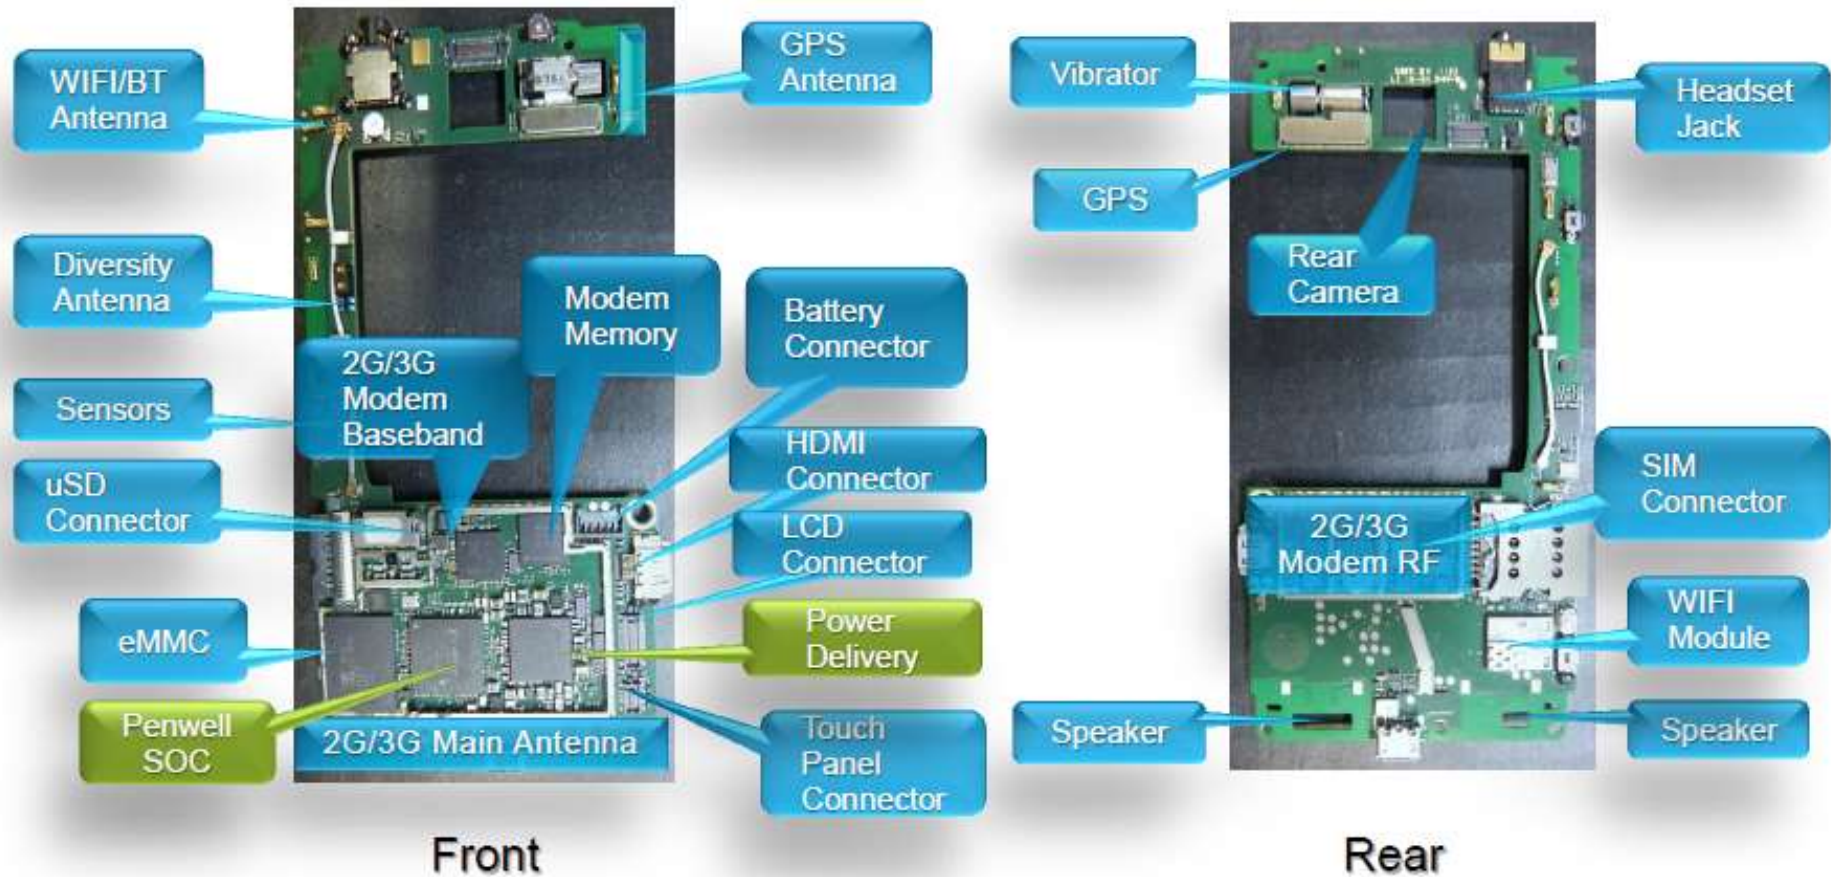 WIFI/BT
Antenna
GPS
Antenna
Diversity
Antenna
Modem
Memory
Battery
Connector
2G/3G
Modem
Baseband
Sensors
HDMI
Connector
uSD
Connector
LCD
Connector
eMMC
Power
Delivery
Penwell
SOC
2G/3G Main Antenna
Touch
Panel
Connector
Front
Vibrator
Headset
Jack
GPS
Rear
Camera
SIM
Connector
2G/3G
Modem RF
WIFI
Module
Speaker
Speaker
Rear